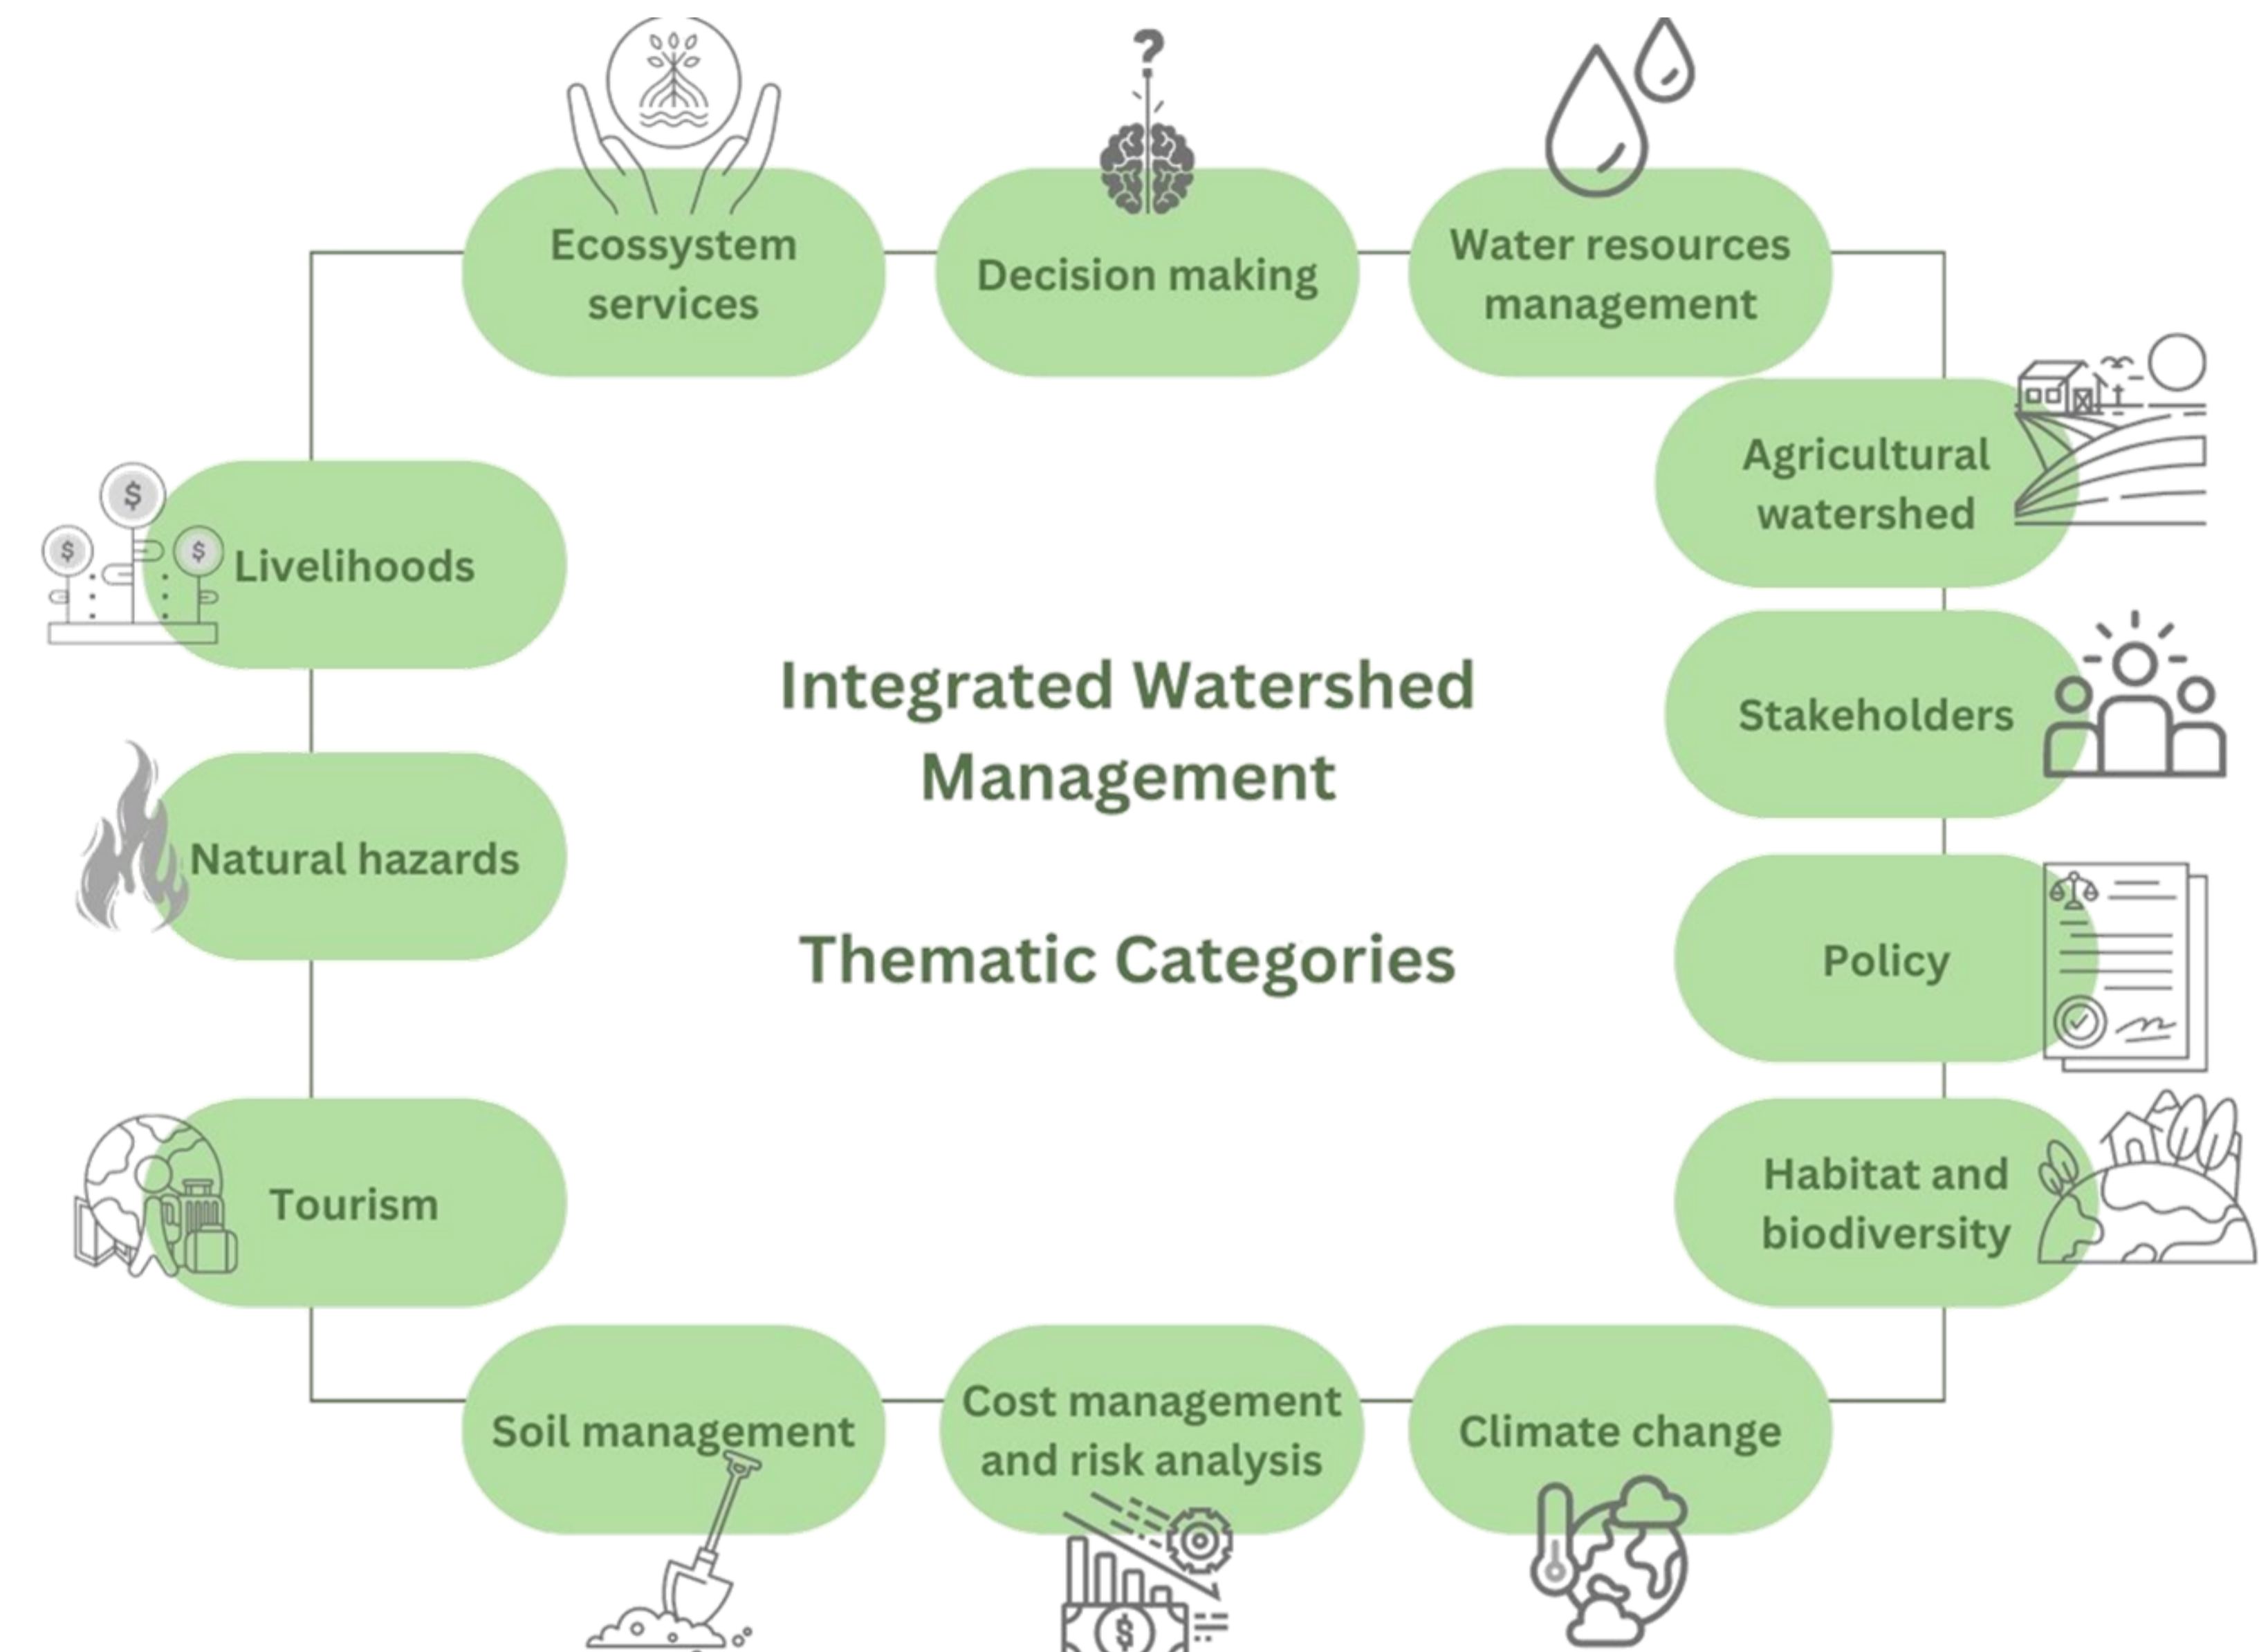 ?
Ecossystem
services
Decision making
Water resources
management
Agricultural
watershed
$
$
$
Livelihoods
Stakeholders
Integrated Watershed
Management
Natural hazards
Policy
Thematic Categories
Tourism
Habitat and
biodiversity
Soil management
Cost management
and risk analysis
Climate change
$